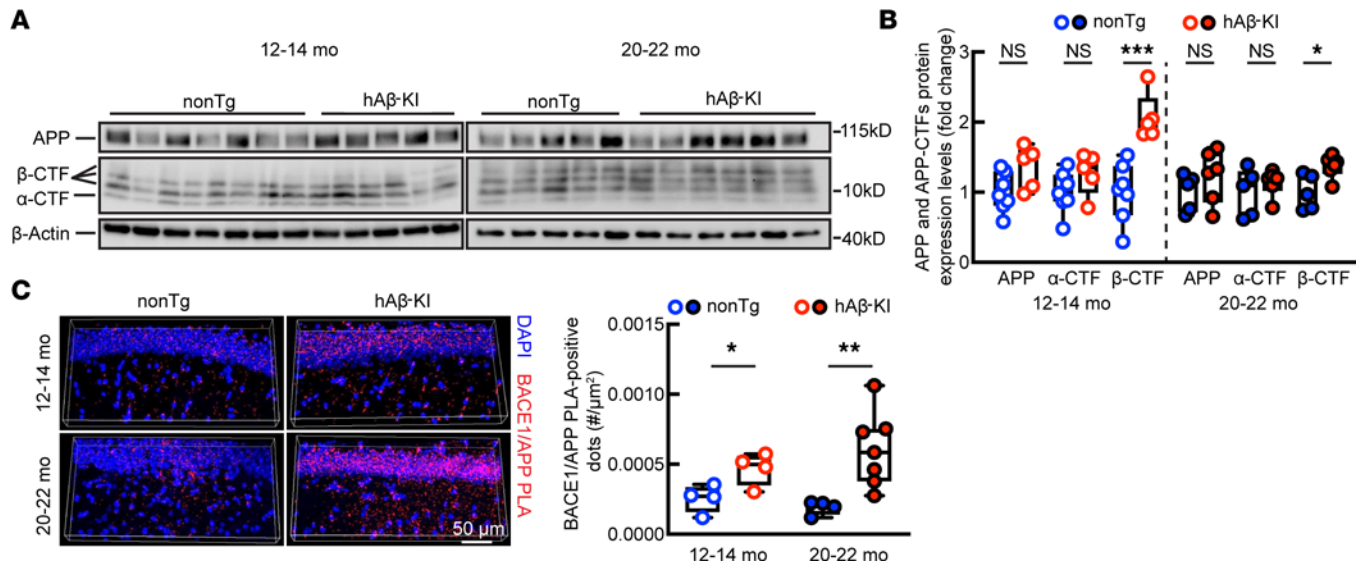 A
12-14 mo
20-22 mo
nonTg
hAβ-KI
nonTg
hAβ-KI
APP
-115kD
β-CTF
α-CTF
-10kD
β-Actin
-40kD
B
nonTg
hAβ-KI
APP and APP-CTFs protein
expression levels (fold change)
3
2
1
0
NS
NS
***
NS
NS
*
APP
α-CTF
β-CTF
APP
α-CTF
β-CTF
12-14 mo
20-22 mo
C
nonTg
hAβ-KI
12-14 mo
20-22 mo
DAPI BACE1/APP PLA
50 µm
nonTg
hAβ-KI
BACE1/APP PLA-positive
dots (#/µm²)
0.0015
0.0010
0.0005
0.0000
*
**
12-14 mo
20-22 mo